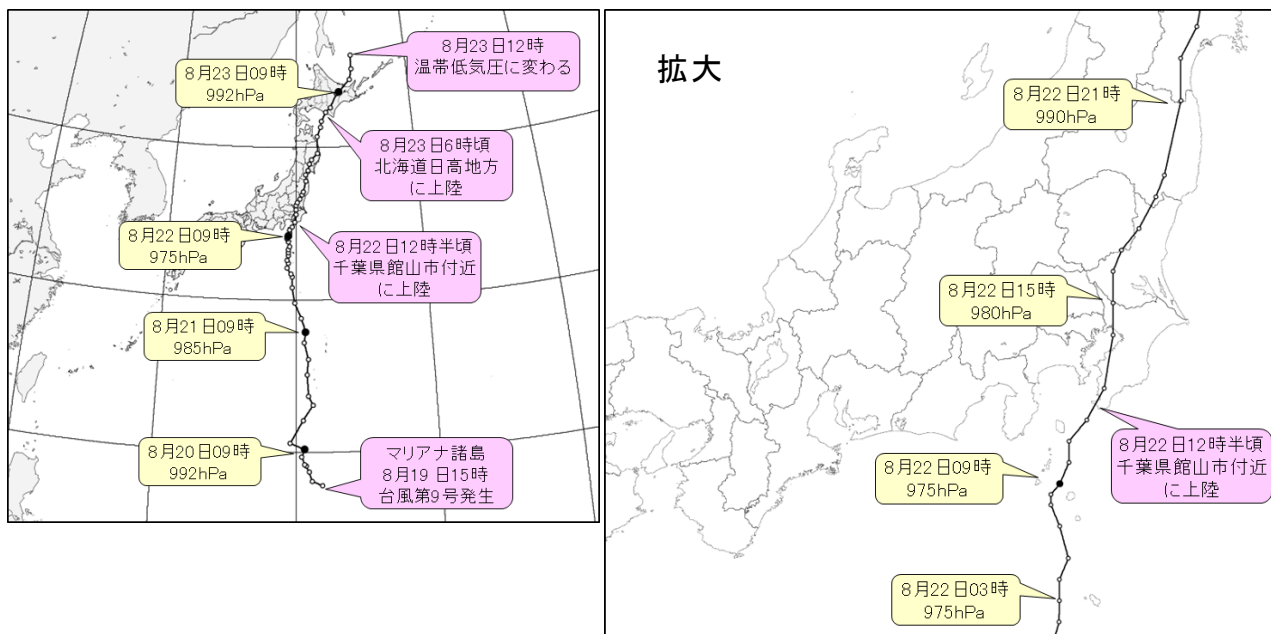 8月23日12時
温帯低気圧に変わる
8月23日09時
992hPa
8月23日6時頃
北海道日高地方
に上陸
8月22日09時
975hPa
8月22日12時半頃
千葉県館山市付近
に上陸
8月21日09時
985hPa
8月20日09時
992hPa
マリアナ諸島
8月19日15時
台風第9号発生
拡大
8月22日21時
990hPa
8月22日15時
980hPa
8月22日12時半頃
千葉県館山市付近
に上陸
8月22日09時
975hPa
8月22日03時
975hPa